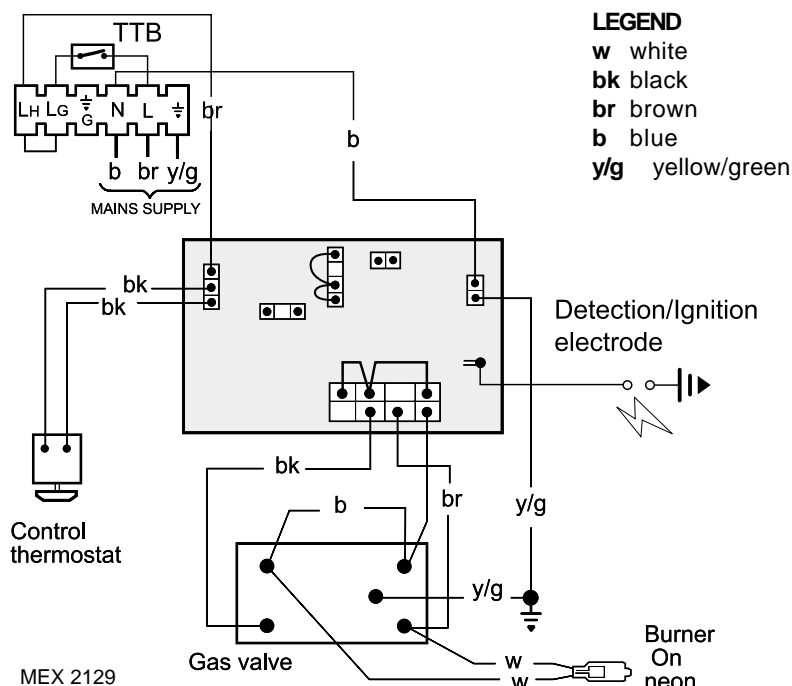 TTB
LH LG G N L
br
b br y/g
MAINS SUPPLY
b
LEGEND
w white
bk black
br brown
b blue
y/g yellow/green
bk
bk
Detection/Ignition
electrode
Control
thermostat
bk
b
br
y/g
y/g
Gas valve
w
w
Burner
On
neon
MEX 2129